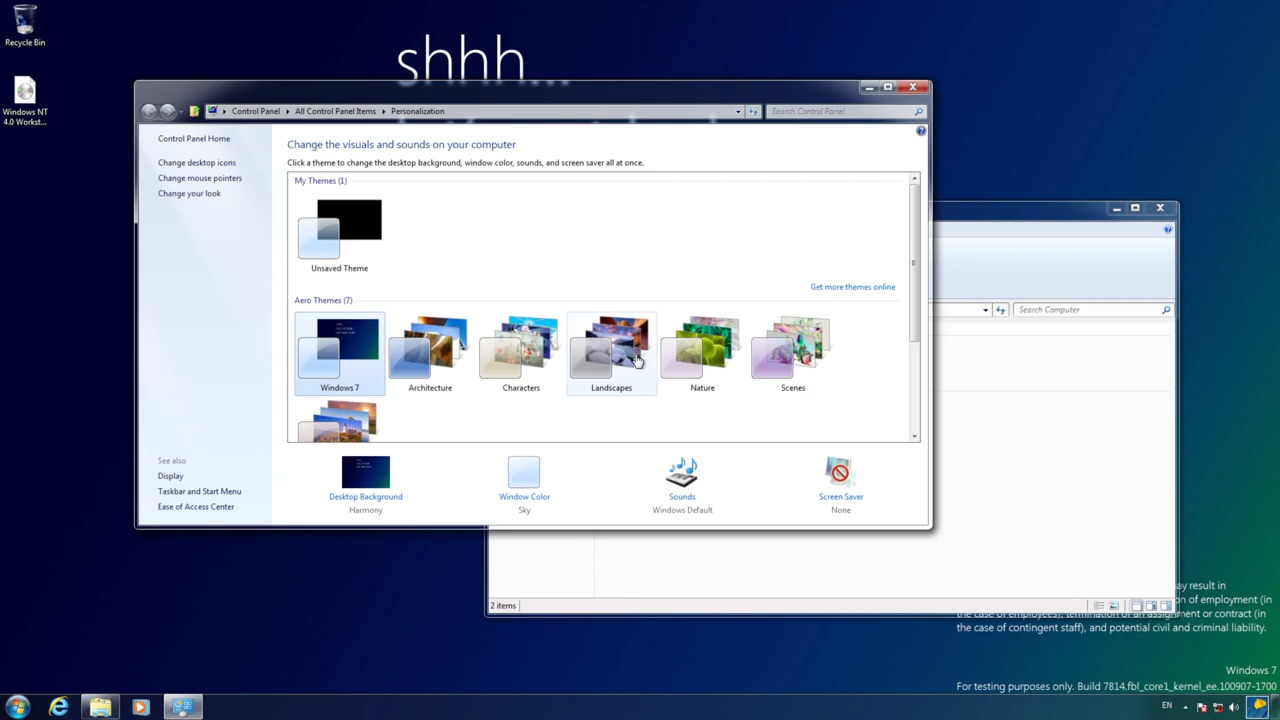 Recycle Bin
Windows NT
4.0 Workst...
shhh...
Control Panel
All Control Panel Items
Personalization
Search Control Panel
Control Panel Home
Change desktop icons
Change mouse pointers
Change your look
Change the visuals and sounds on your computer
Click a theme to change the desktop background, window color, sounds, and screen saver all at once.
My Themes (1)
Unsaved Theme
Get more themes online
Aero Themes (7)
Windows 7
Architecture
Characters
Landscapes
Nature
Scenes
See also
Display
Taskbar and Start Menu
Ease of Access Center
Desktop Background
Harmony
Window Color
Sky
Sounds
Windows Default
Screen Saver
None
Search Computer
2 items
may result in
of employment (in
the case of employees), termination of an assignment or contract (in
the case of contingent staff), and potential civil and criminal liability.
Windows 7
For testing purposes only. Build 7814.fbl_core1_kernel_ee.100907-1700
EN